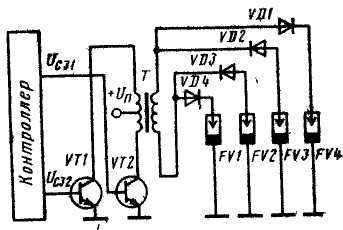 Контроллер
UСЗ1
UСЗ2
+Uп
T
VT1
VT2
VD1
VD2
VD3
VD4
FV1
FV2
FV3
FV4